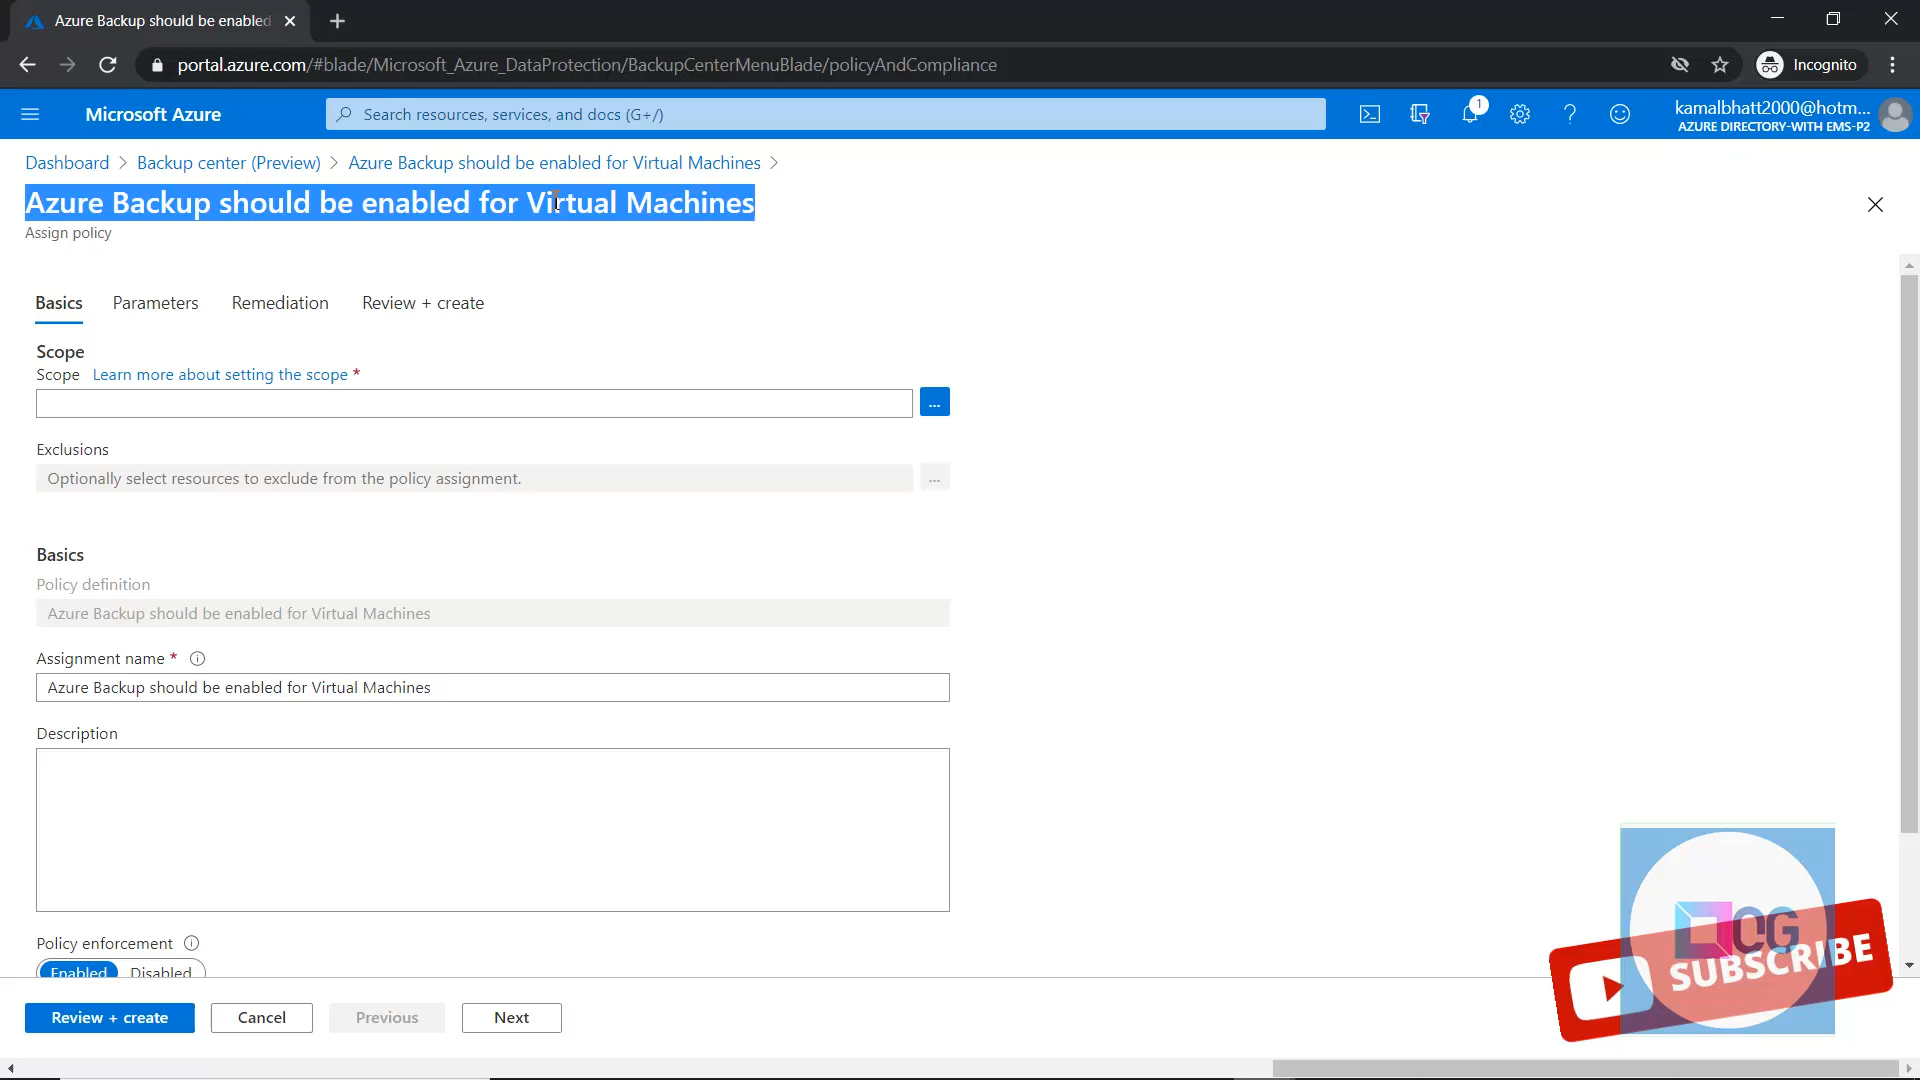 Azure Backup should be enabled
portal.azure.com/#blade/Microsoft_Azure_DataProtection/BackupCenterMenuBlade/policyAndCompliance
Incognito
Microsoft Azure
Search resources, services, and docs (G+/)
1
kamalbhatt2000@hotm...
AZURE DIRECTORY-WITH EMS-P2
Dashboard > Backup center (Preview) > Azure Backup should be enabled for Virtual Machines >
Azure Backup should be enabled for Virtual Machines
Assign policy
Basics Parameters Remediation Review + create
Scope
Scope Learn more about setting the scope *
...
Exclusions
Optionally select resources to exclude from the policy assignment.
...
Basics
Policy definition
Azure Backup should be enabled for Virtual Machines
Assignment name *
Azure Backup should be enabled for Virtual Machines
Description
Policy enforcement
Enabled Disabled
Review + create Cancel Previous Next
OG
SUBSCRIBE